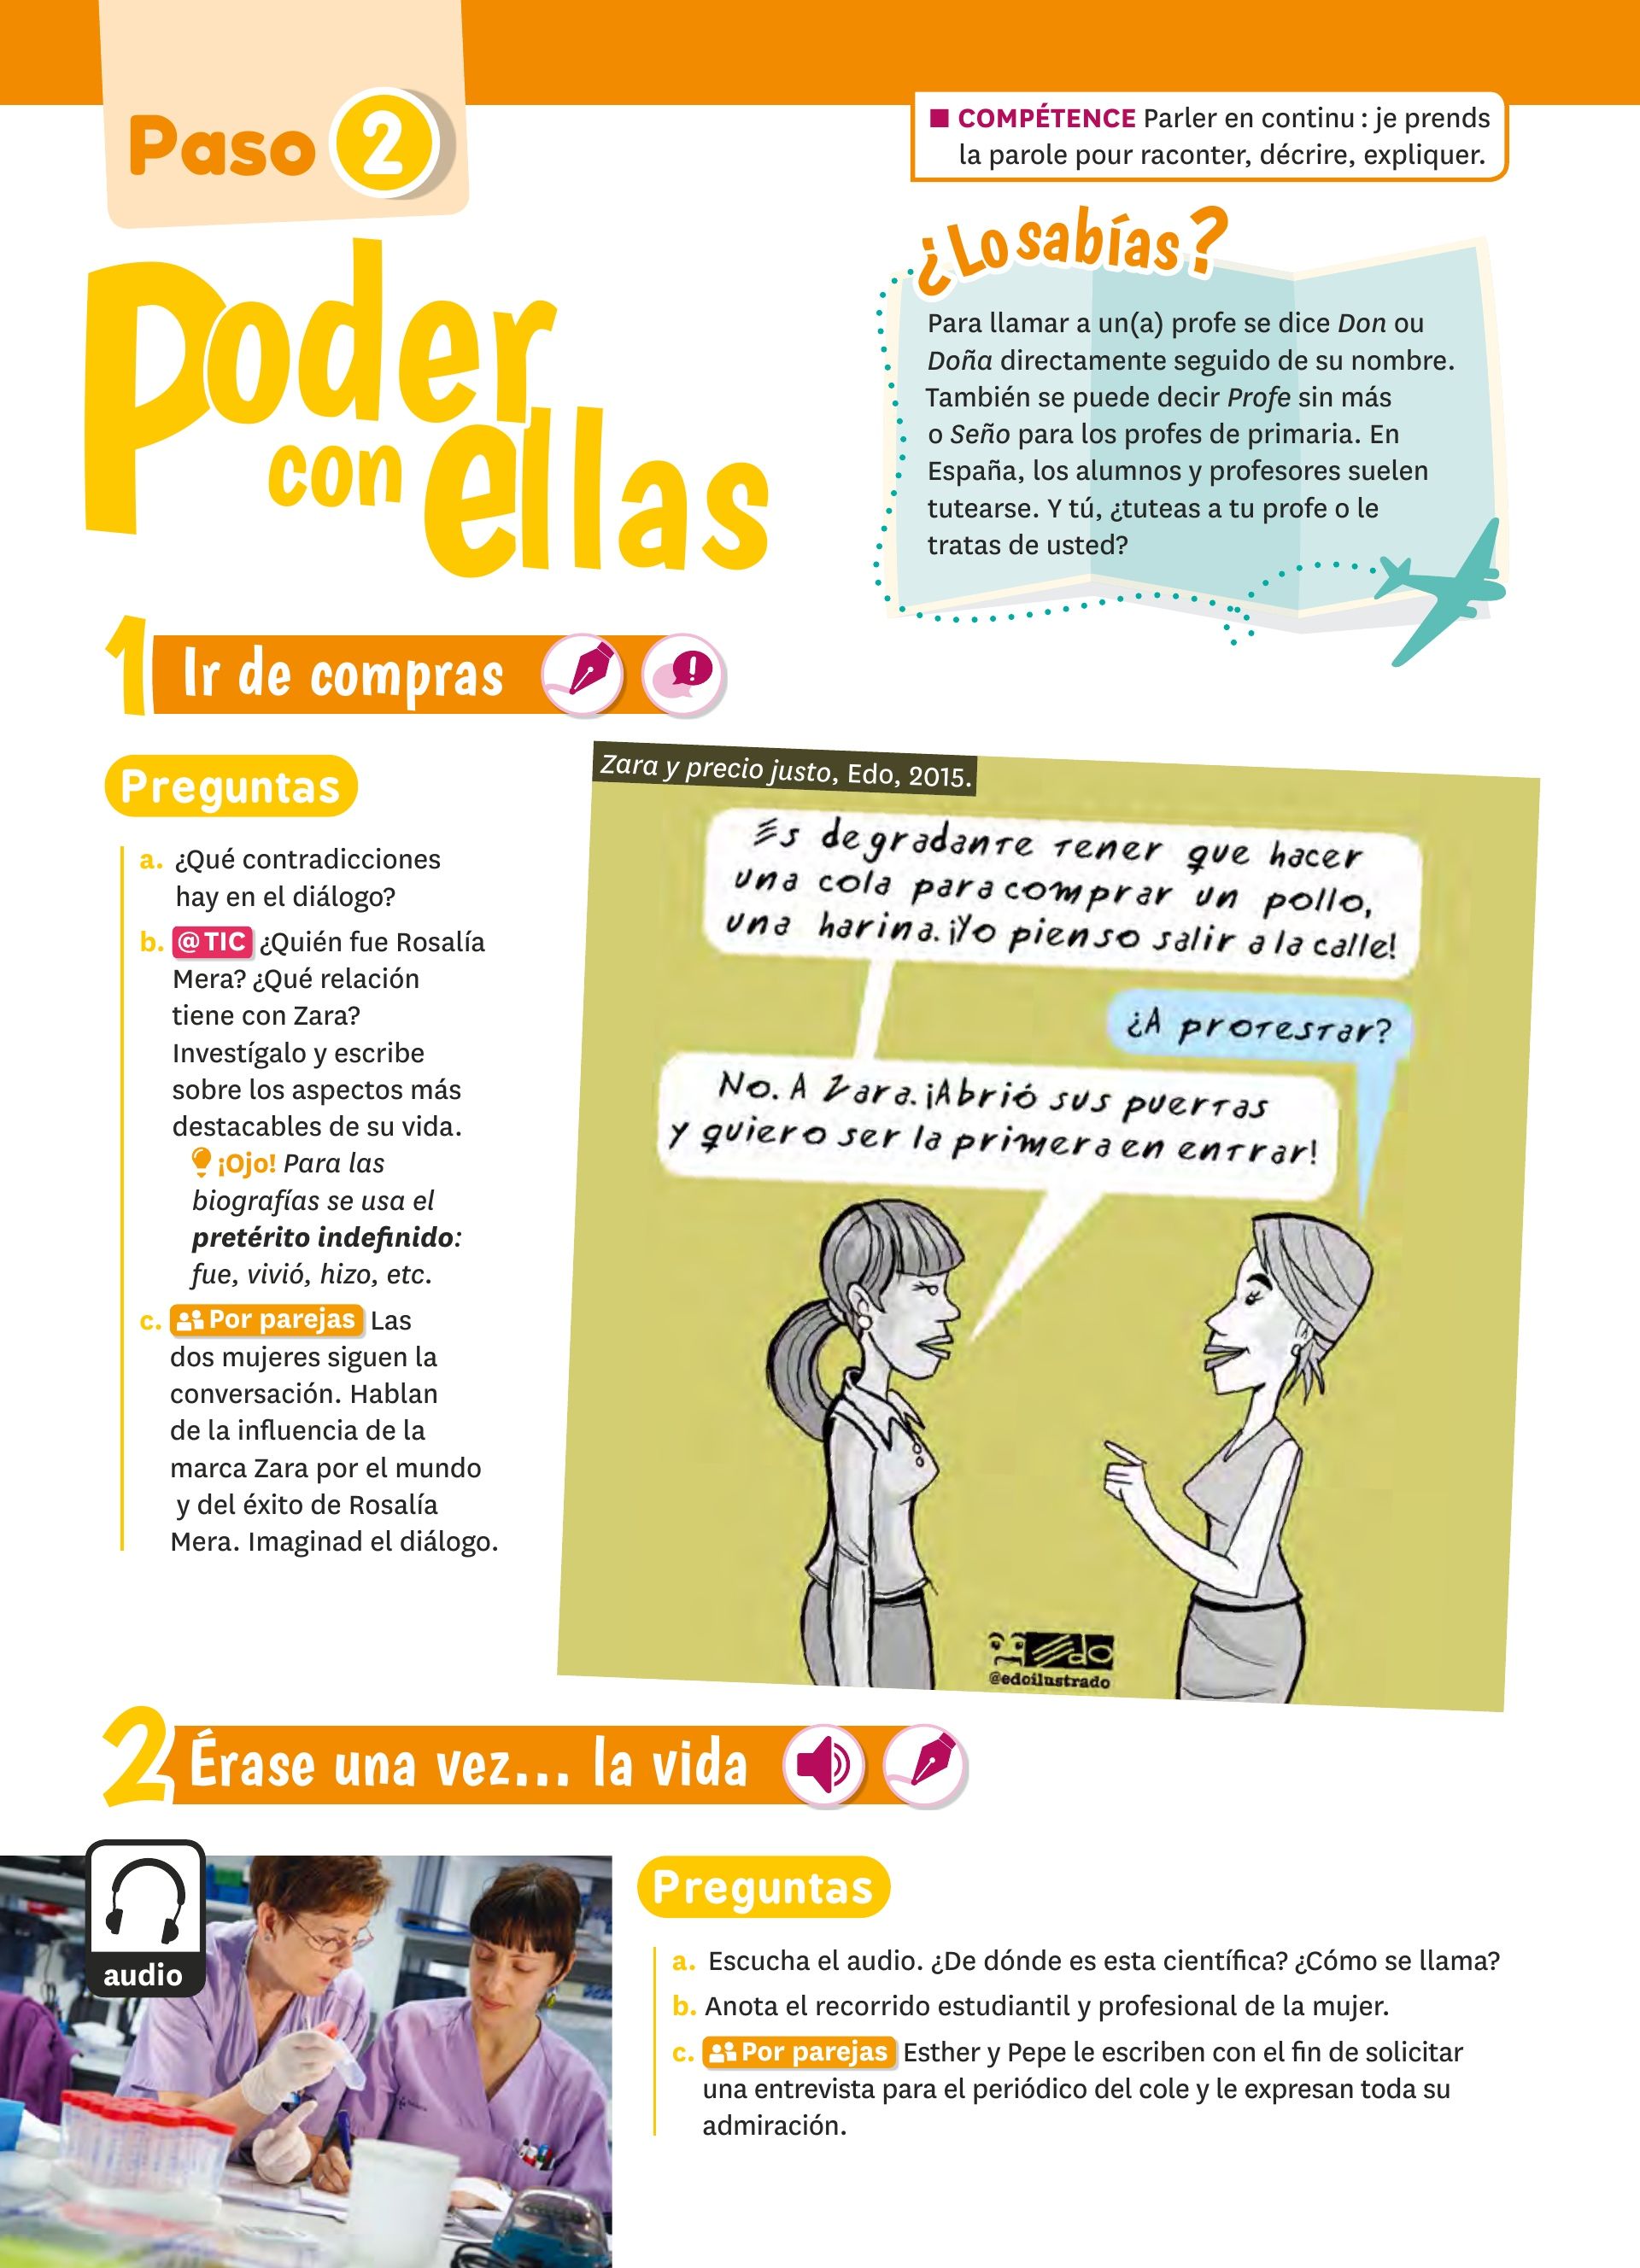 Paso 2
■ COMPÉTENCE Parler en continu : je prends
la parole pour raconter, décrire, expliquer.
Poder
con ellas
¿Lo sabías?
Para llamar a un(a) profe se dice Don ou
Doña directamente seguido de su nombre.
También se puede decir Profe sin más
o Seño para los profes de primaria. En
España, los alumnos y profesores suelen
tutearse. Y tú, ¿tuteas a tu profe o le
tratas de usted?
1 Ir de compras
Preguntas
a. ¿Qué contradicciones
hay en el diálogo?
b. @TIC ¿Quién fue Rosalía
Mera? ¿Qué relación
tiene con Zara?
Investígalo y escribe
sobre los aspectos más
destacables de su vida.
¡Ojo! Para las
biografías se usa el
pretérito indefinido:
fue, vivió, hizo, etc.
c. Por parejas Las
dos mujeres siguen la
conversación. Hablan
de la influencia de la
marca Zara por el mundo
y del éxito de Rosalía
Mera. Imaginad el diálogo.
Zara y precio justo, Edo, 2015.
Es degradante tener que hacer
una cola para comprar un pollo,
una harina. ¡Yo pienso salir a la calle!
¿A protestar?
No. A Zara. ¡Abrió sus puertas
y quiero ser la primera en entrar!
Edo
@edoilustrado
2 Érase una vez... la vida
audio
Preguntas
a. Escucha el audio. ¿De dónde es esta científica? ¿Cómo se llama?
b. Anota el recorrido estudiantil y profesional de la mujer.
c. Por parejas Esther y Pepe le escriben con el fin de solicitar
una entrevista para el periódico del cole y le expresan toda su
admiración.